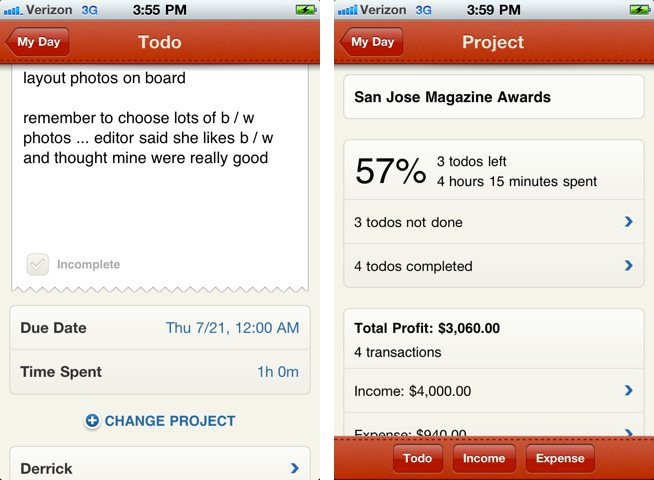 Verizon 3G 3:55 PM
My Day Todo
layout photos on board
remember to choose lots of b / w
photos ... editor said she likes b / w
and thought mine were really good
Incomplete
Due Date Thu 7/21, 12:00 AM
Time Spent 1h 0m
CHANGE PROJECT
Derrick
Verizon 3G 3:59 PM
My Day Project
San Jose Magazine Awards
57%
3 todos left
4 hours 15 minutes spent
3 todos not done
4 todos completed
Total Profit: $3,060.00
4 transactions
Income: $4,000.00
Expense: $940.00
Todo Income Expense